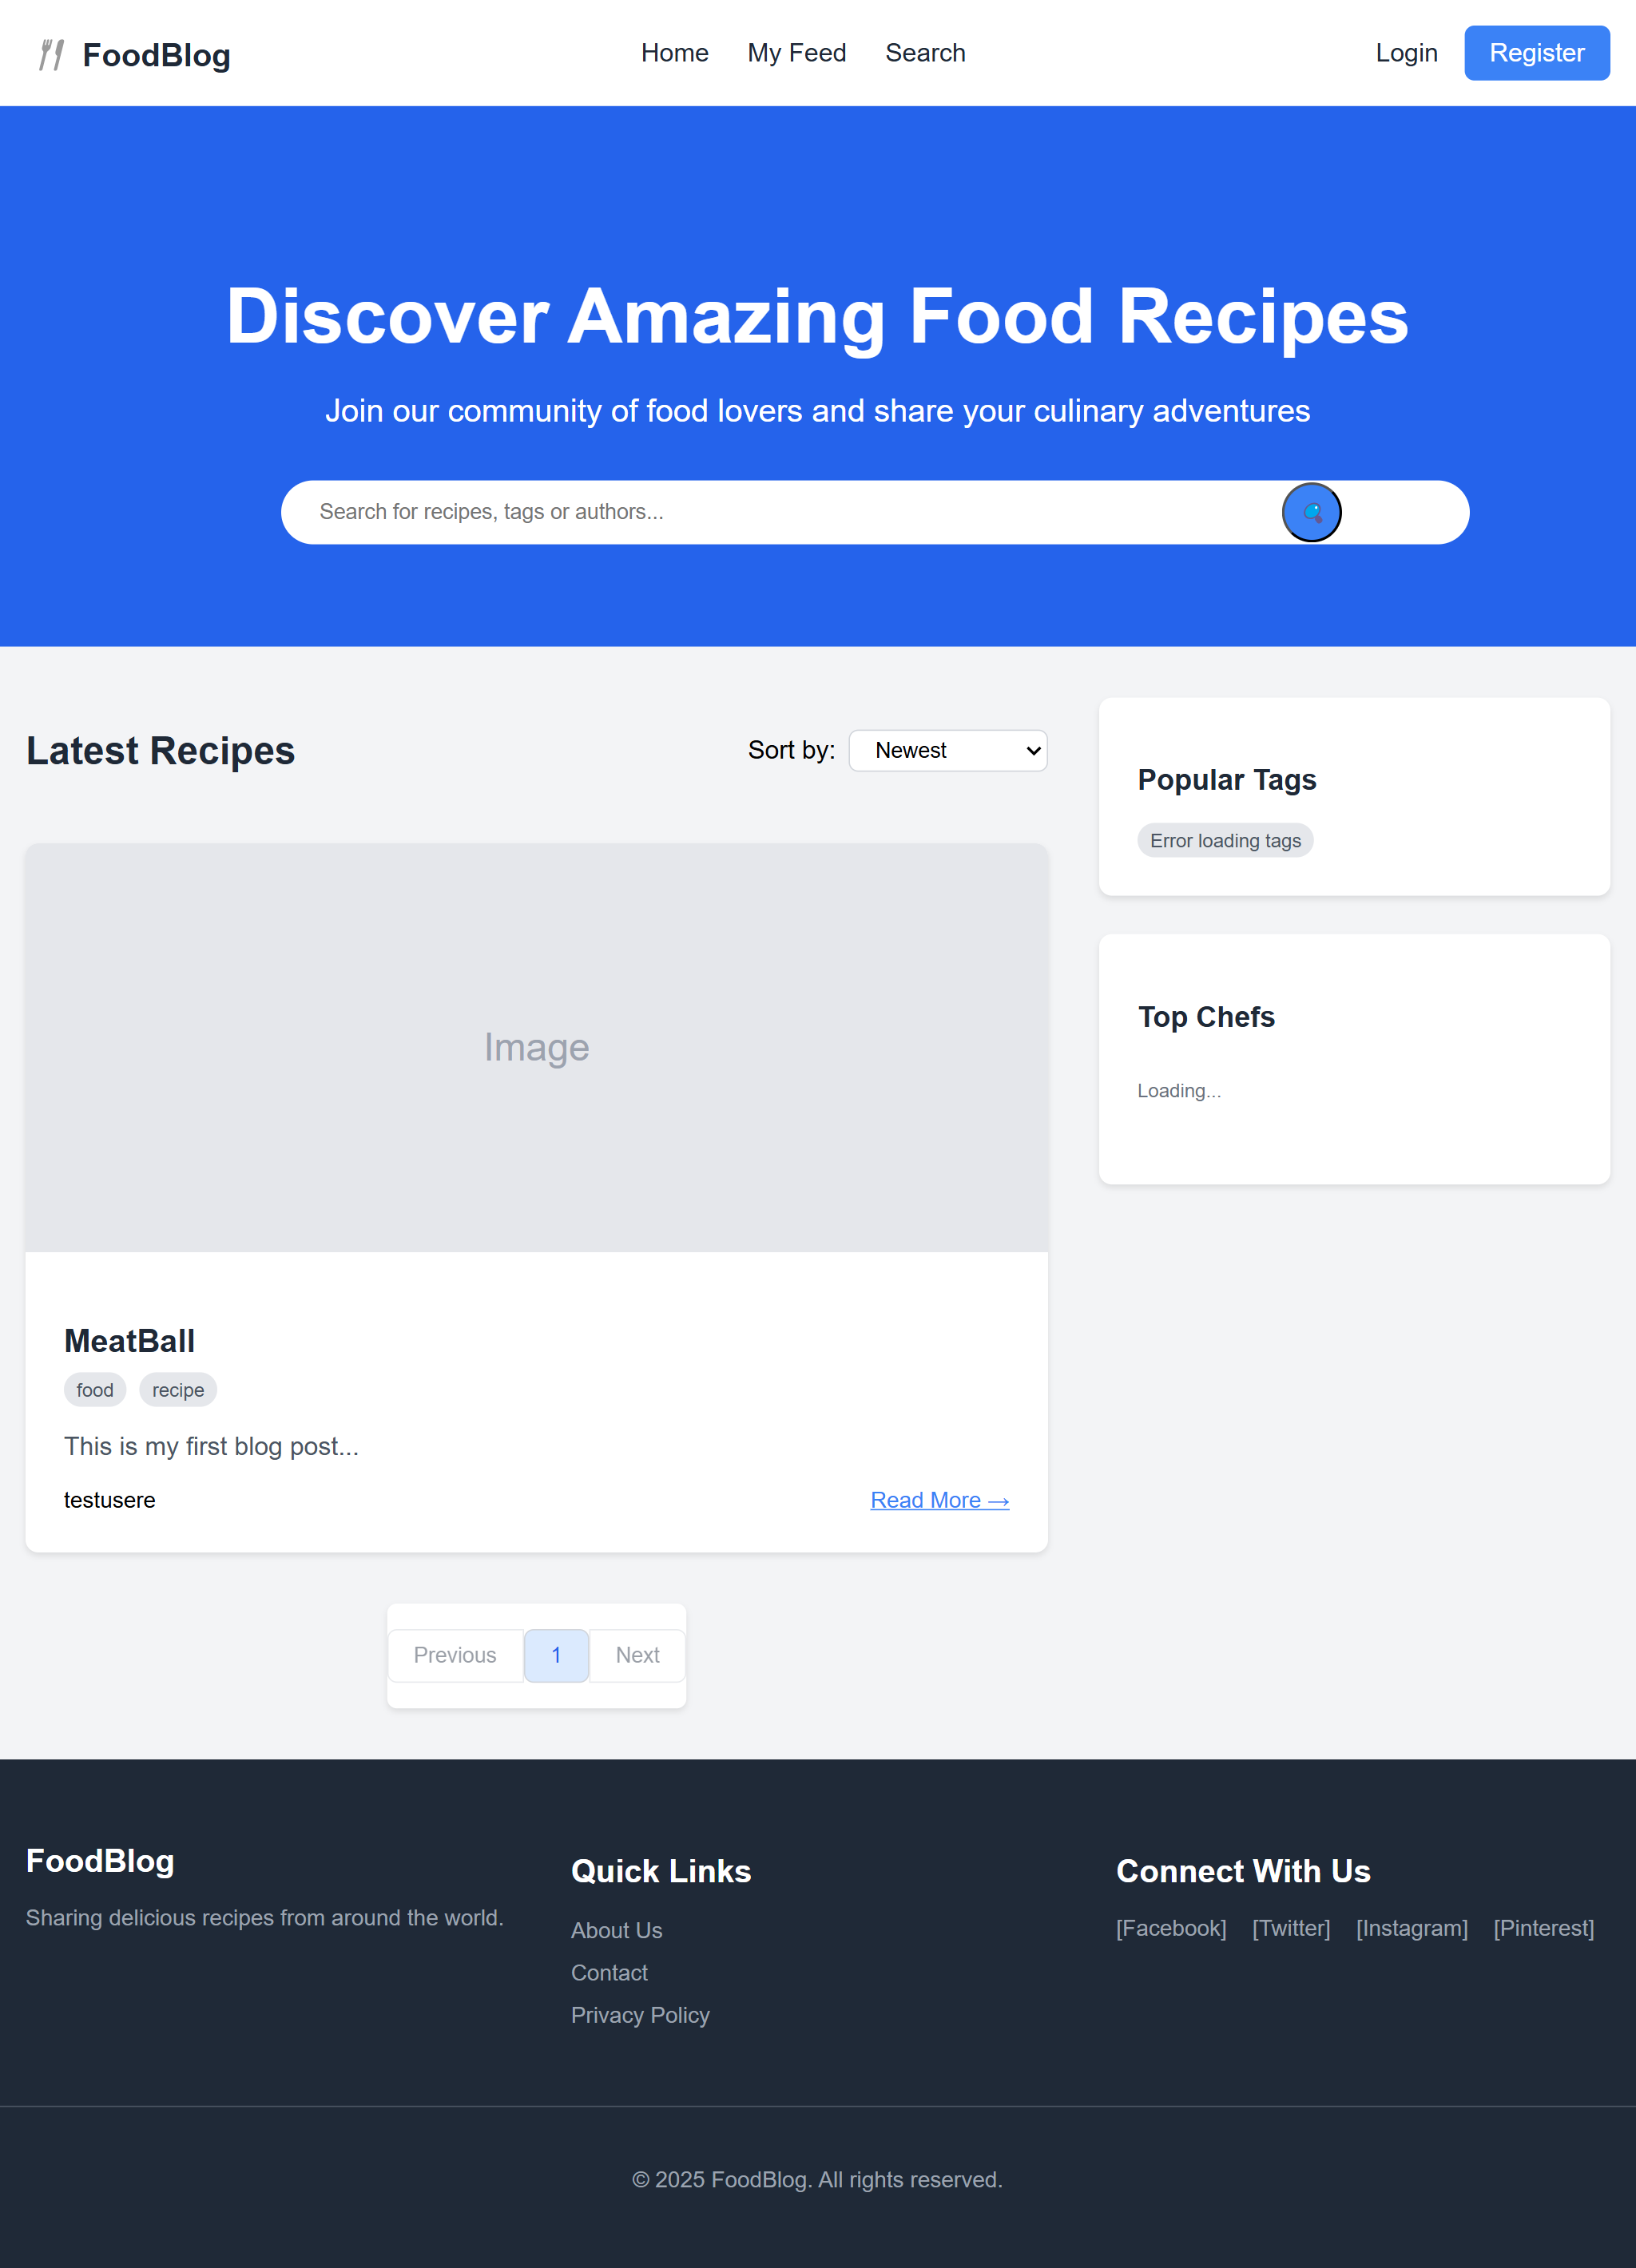 FoodBlog
Home My Feed Search
Login Register
Discover Amazing Food Recipes
Join our community of food lovers and share your culinary adventures
Search for recipes, tags or authors...
Latest Recipes
Sort by: Newest
Image
MeatBall
food recipe
This is my first blog post...
testusere
Read More →
Previous 1 Next
Popular Tags
Error loading tags
Top Chefs
Loading...
FoodBlog
Sharing delicious recipes from around the world.
Quick Links
About Us
Contact
Privacy Policy
Connect With Us
[Facebook] [Twitter] [Instagram] [Pinterest]
© 2025 FoodBlog. All rights reserved.